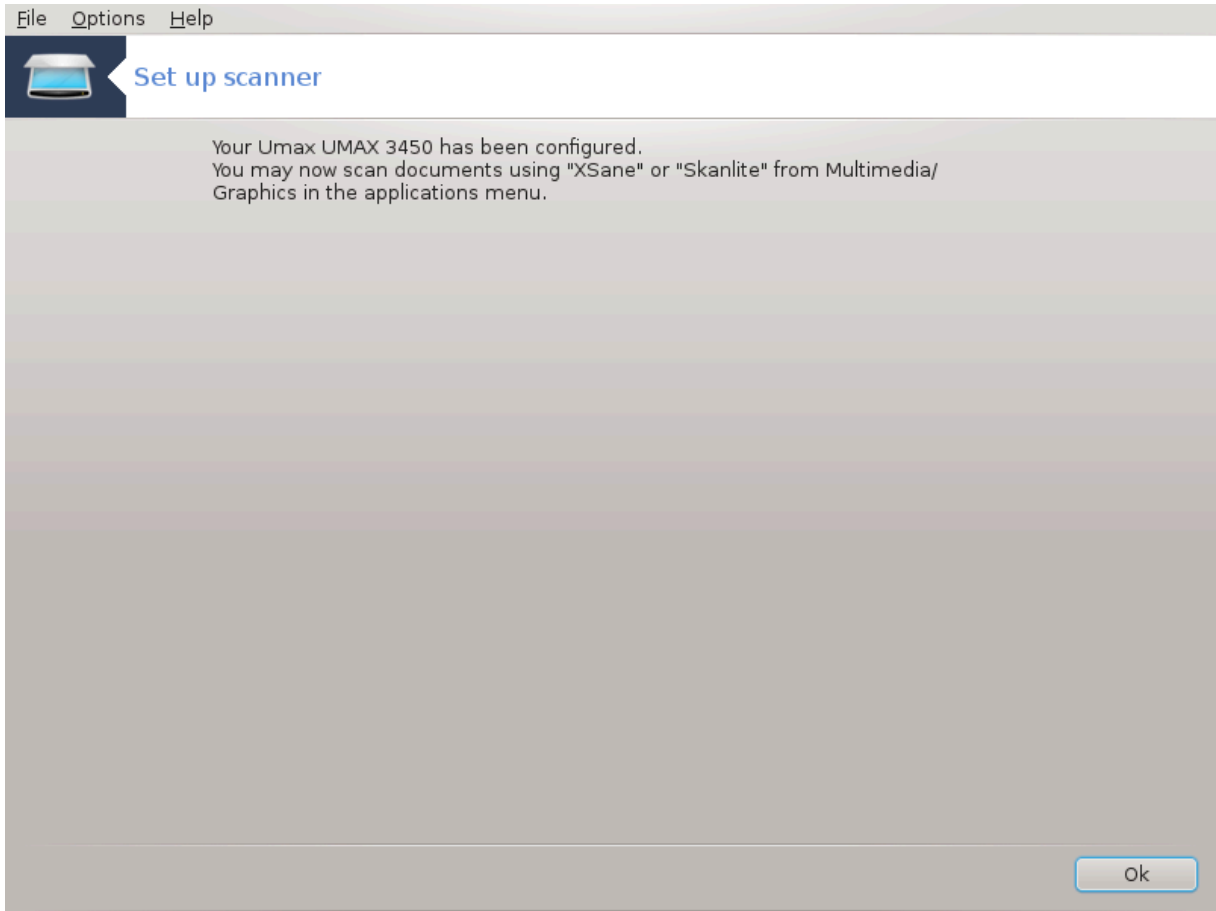 File Options Help
Set up scanner
Your Umax UMAX 3450 has been configured.
You may now scan documents using "XSane" or "Skanlite" from Multimedia/
Graphics in the applications menu.
Ok